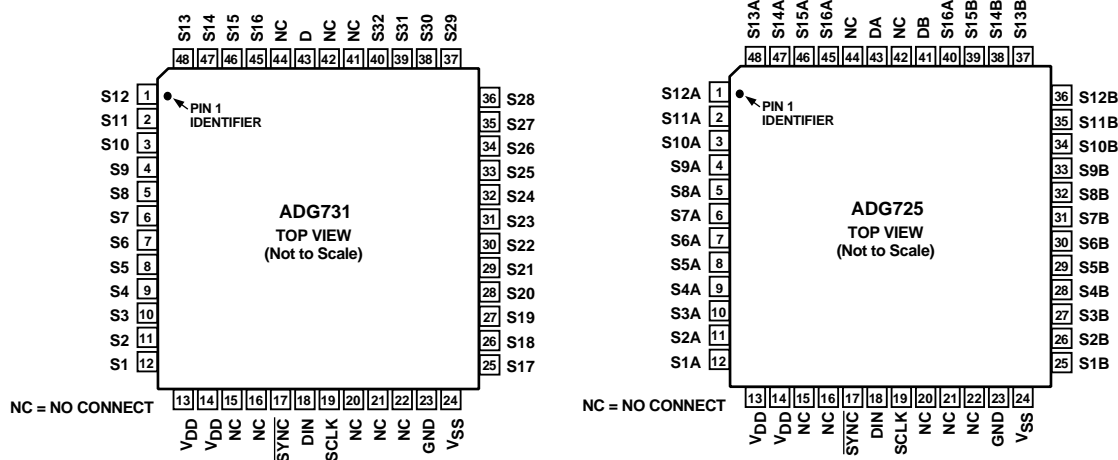 S13 S14 S15 S16 NC D NC NC S32 S31 S30 S29
48 47 46 45 44 43 42 41 40 39 38 37
S12 1
S11 2
S10 3
S9 4
S8 5
S7 6
S6 7
S5 8
S4 9
S3 10
S2 11
S1 12
PIN 1
IDENTIFIER
ADG731
TOP VIEW
(Not to Scale)
36 S28
35 S27
34 S26
33 S25
32 S24
31 S23
30 S22
29 S21
28 S20
27 S19
26 S18
25 S17
13 14 15 16 17 18 19 20 21 22 23 24
VDD VDD NC NC SYNC DIN SCLK NC NC NC GND VSS
NC = NO CONNECT
S13A S14A S15A S16A NC DA NC DB S16A S15B S14B S13B
48 47 46 45 44 43 42 41 40 39 38 37
S12A 1
S11A 2
S10A 3
S9A 4
S8A 5
S7A 6
S6A 7
S5A 8
S4A 9
S3A 10
S2A 11
S1A 12
PIN 1
IDENTIFIER
ADG725
TOP VIEW
(Not to Scale)
36 S12B
35 S11B
34 S10B
33 S9B
32 S8B
31 S7B
30 S6B
29 S5B
28 S4B
27 S3B
26 S2B
25 S1B
13 14 15 16 17 18 19 20 21 22 23 24
VDD VDD NC NC SYNC DIN SCLK NC NC NC GND VSS
NC = NO CONNECT